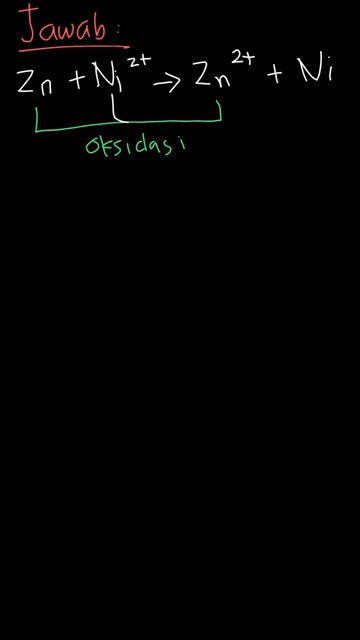 Jawab:
Zn + Ni²⁺ → Zn²⁺ + Ni
Oksidasi